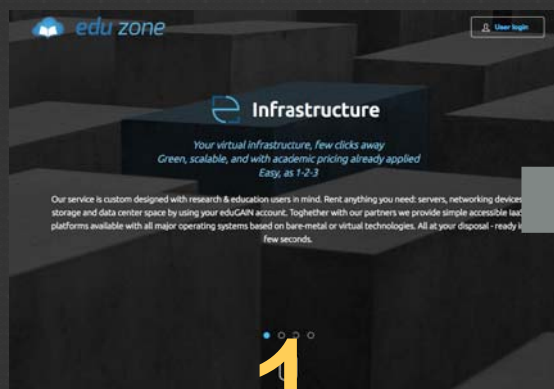 edu zone
User login
Infrastructure
Your virtual infrastructure, few clicks away
Green, scalable, and with academic pricing already applied
Easy, as 1-2-3
Our service is custom designed with research & education users in mind. Rent anything you need: servers, networking devices
storage and data center space by using your eduGAIN account. Toghether with our partners we provide simple accessible
platforms available with all major operating systems based on bare-metal or virtual technologies. All at your disposal - ready
few seconds.
1